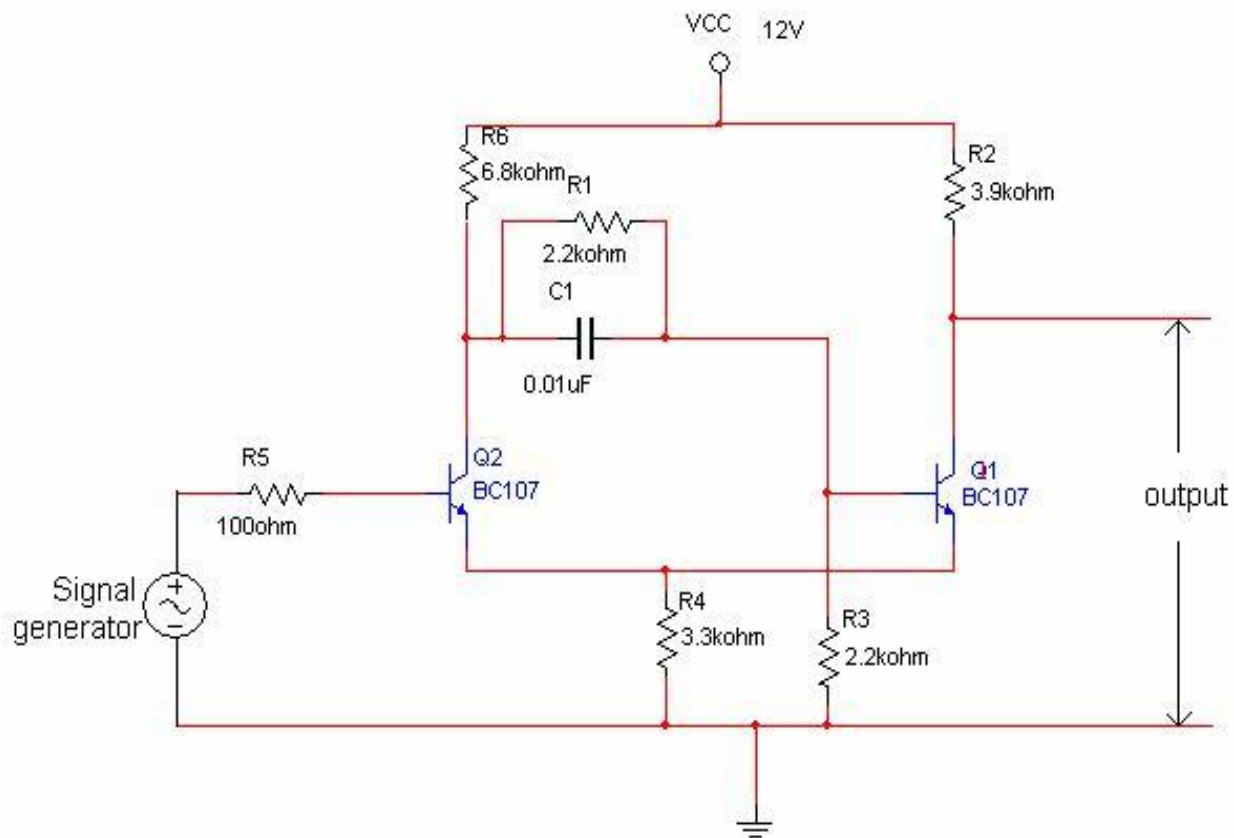 VCC 12V
R6
6.8kohm
R1
2.2kohm
C1
0.01uF
R2
3.9kohm
R5
100ohm
Q2
BC107
Q1
BC107
output
Signal
generator
+
−
R4
3.3kohm
R3
2.2kohm